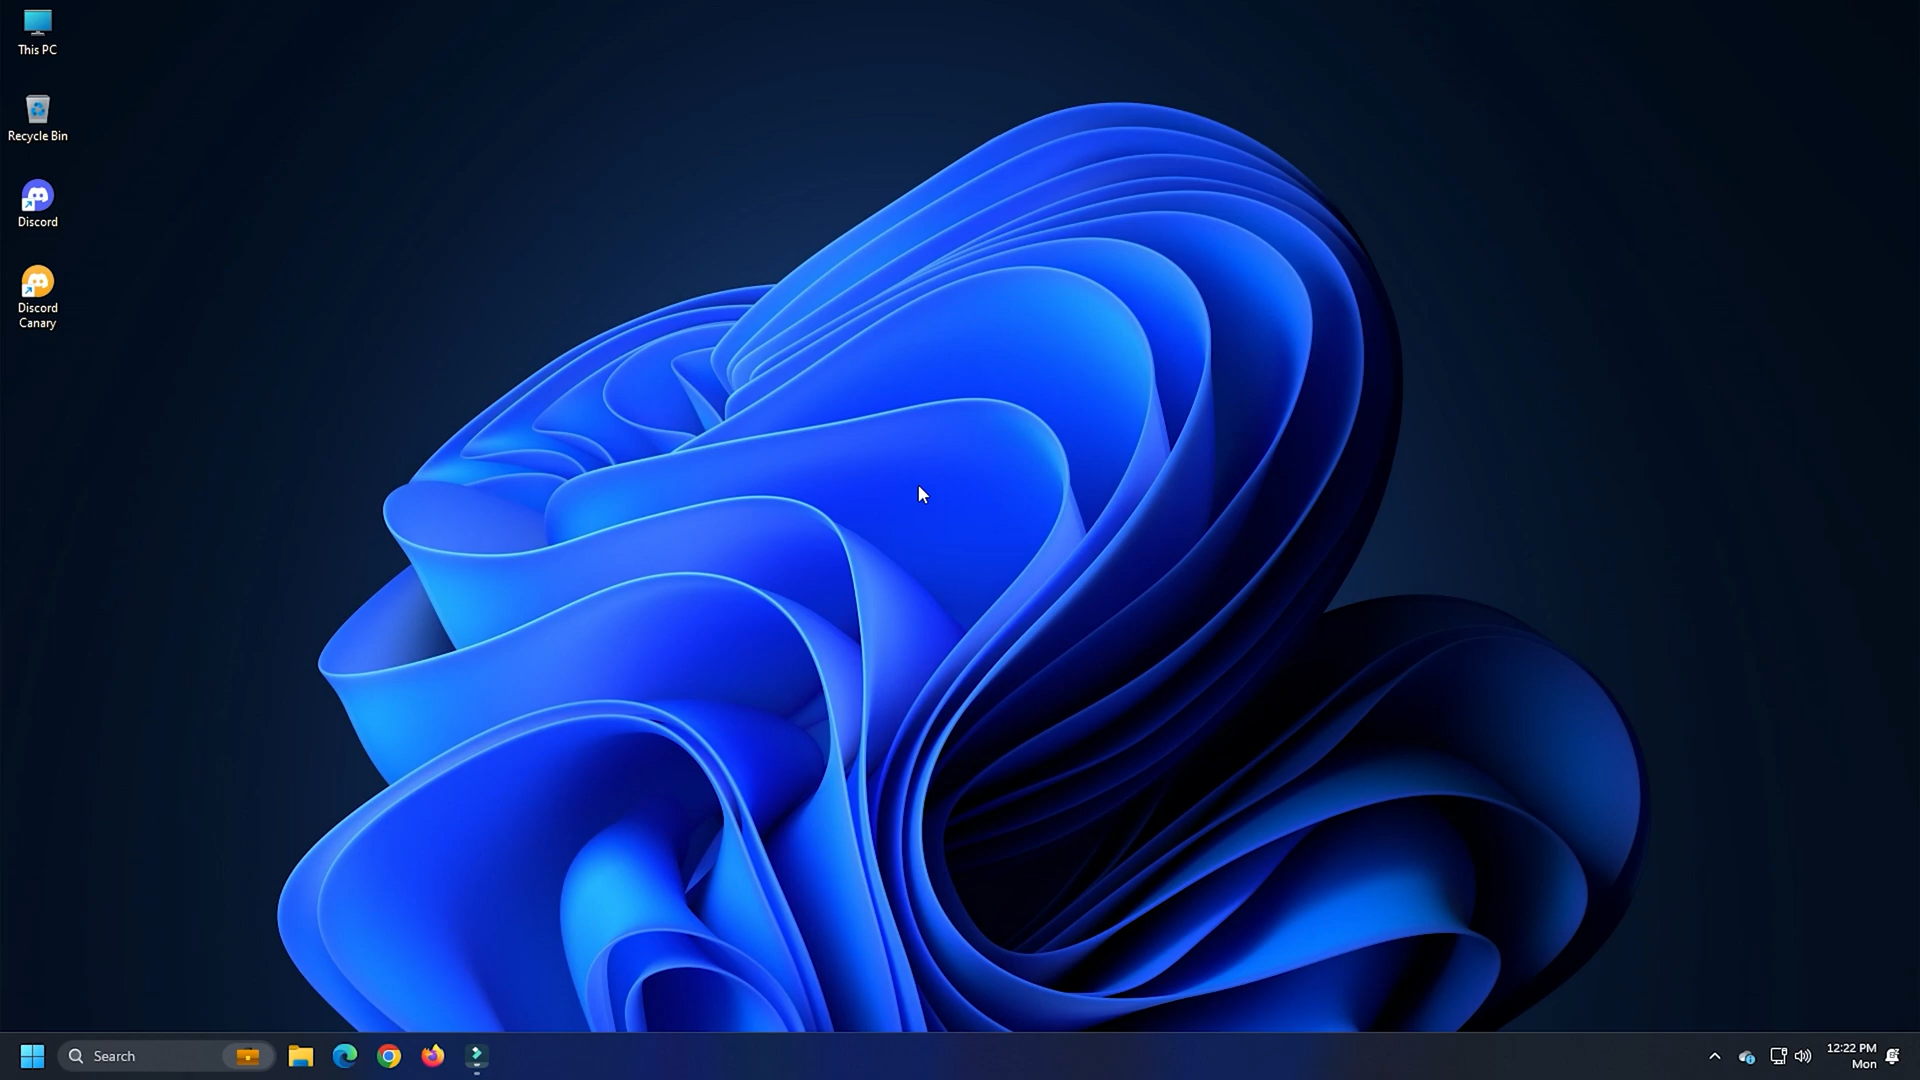 This PC
Recycle Bin
Discord
Discord
Canary
Search
12:22 PM
Mon